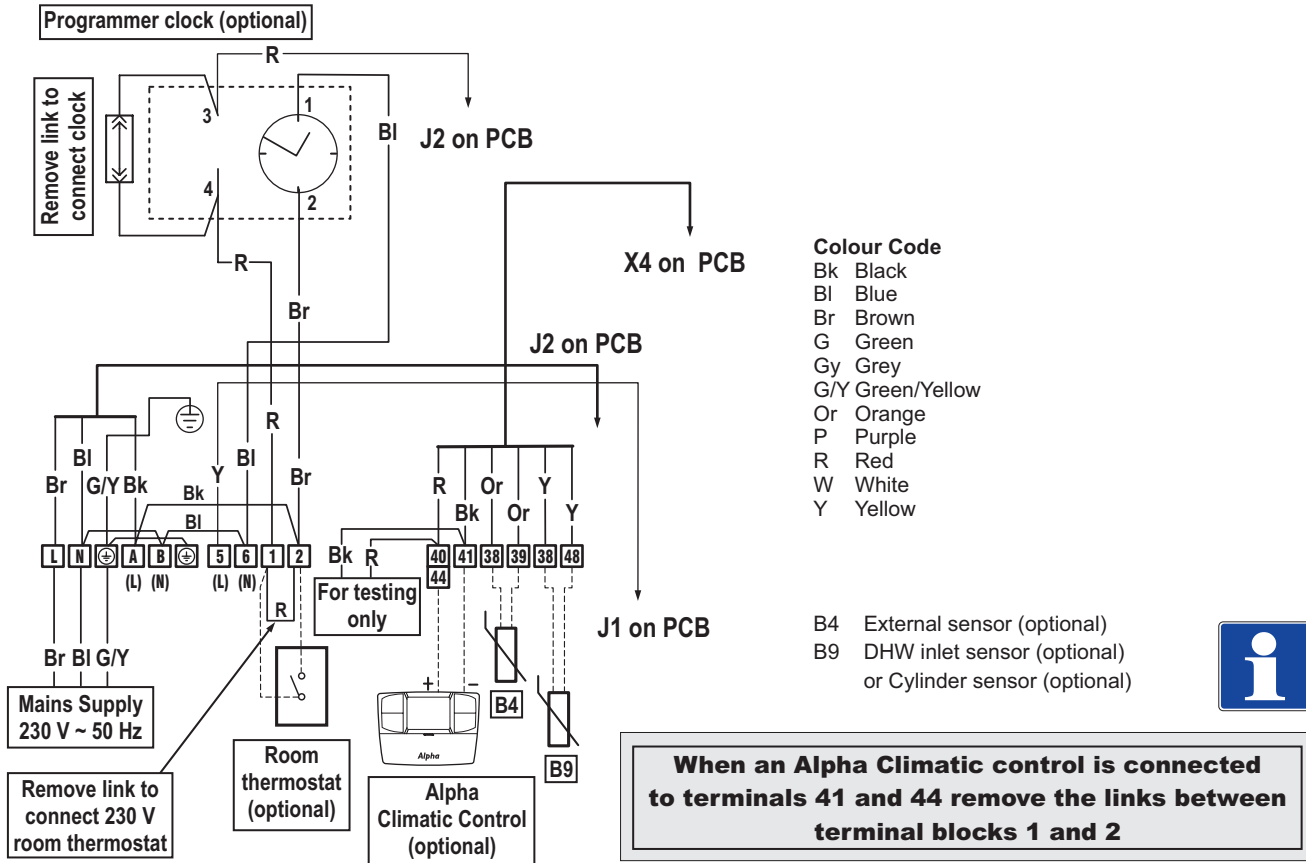 Programmer clock (optional)
R
Remove link to
connect clock
3
1
Bl
J2 on PCB
4
2
R
X4 on PCB
Br
J2 on PCB
Colour Code
Bk Black
Bl Blue
Br Brown
G Green
Gy Grey
G/Y Green/Yellow
Or Orange
P Purple
R Red
W White
Y Yellow
R
Bl
Y
Bl
Br G/Y Bk
Br
Bk
Bl
R Or Y
Bk Or Y
L N A B 5 6 1 2
(L) (N) (L) (N)
Bk R
40 41 38 39 38 48
44
R
For testing
only
J1 on PCB
B4 External sensor (optional)
B9 DHW inlet sensor (optional)
or Cylinder sensor (optional)
i
Br Bl G/Y
Mains Supply
230 V ~ 50 Hz
+ −
B4
Alpha
B9
Remove link to
connect 230 V
room thermostat
Room
thermostat
(optional)
Alpha
Climatic Control
(optional)
When an Alpha Climatic control is connected
to terminals 41 and 44 remove the links between
terminal blocks 1 and 2